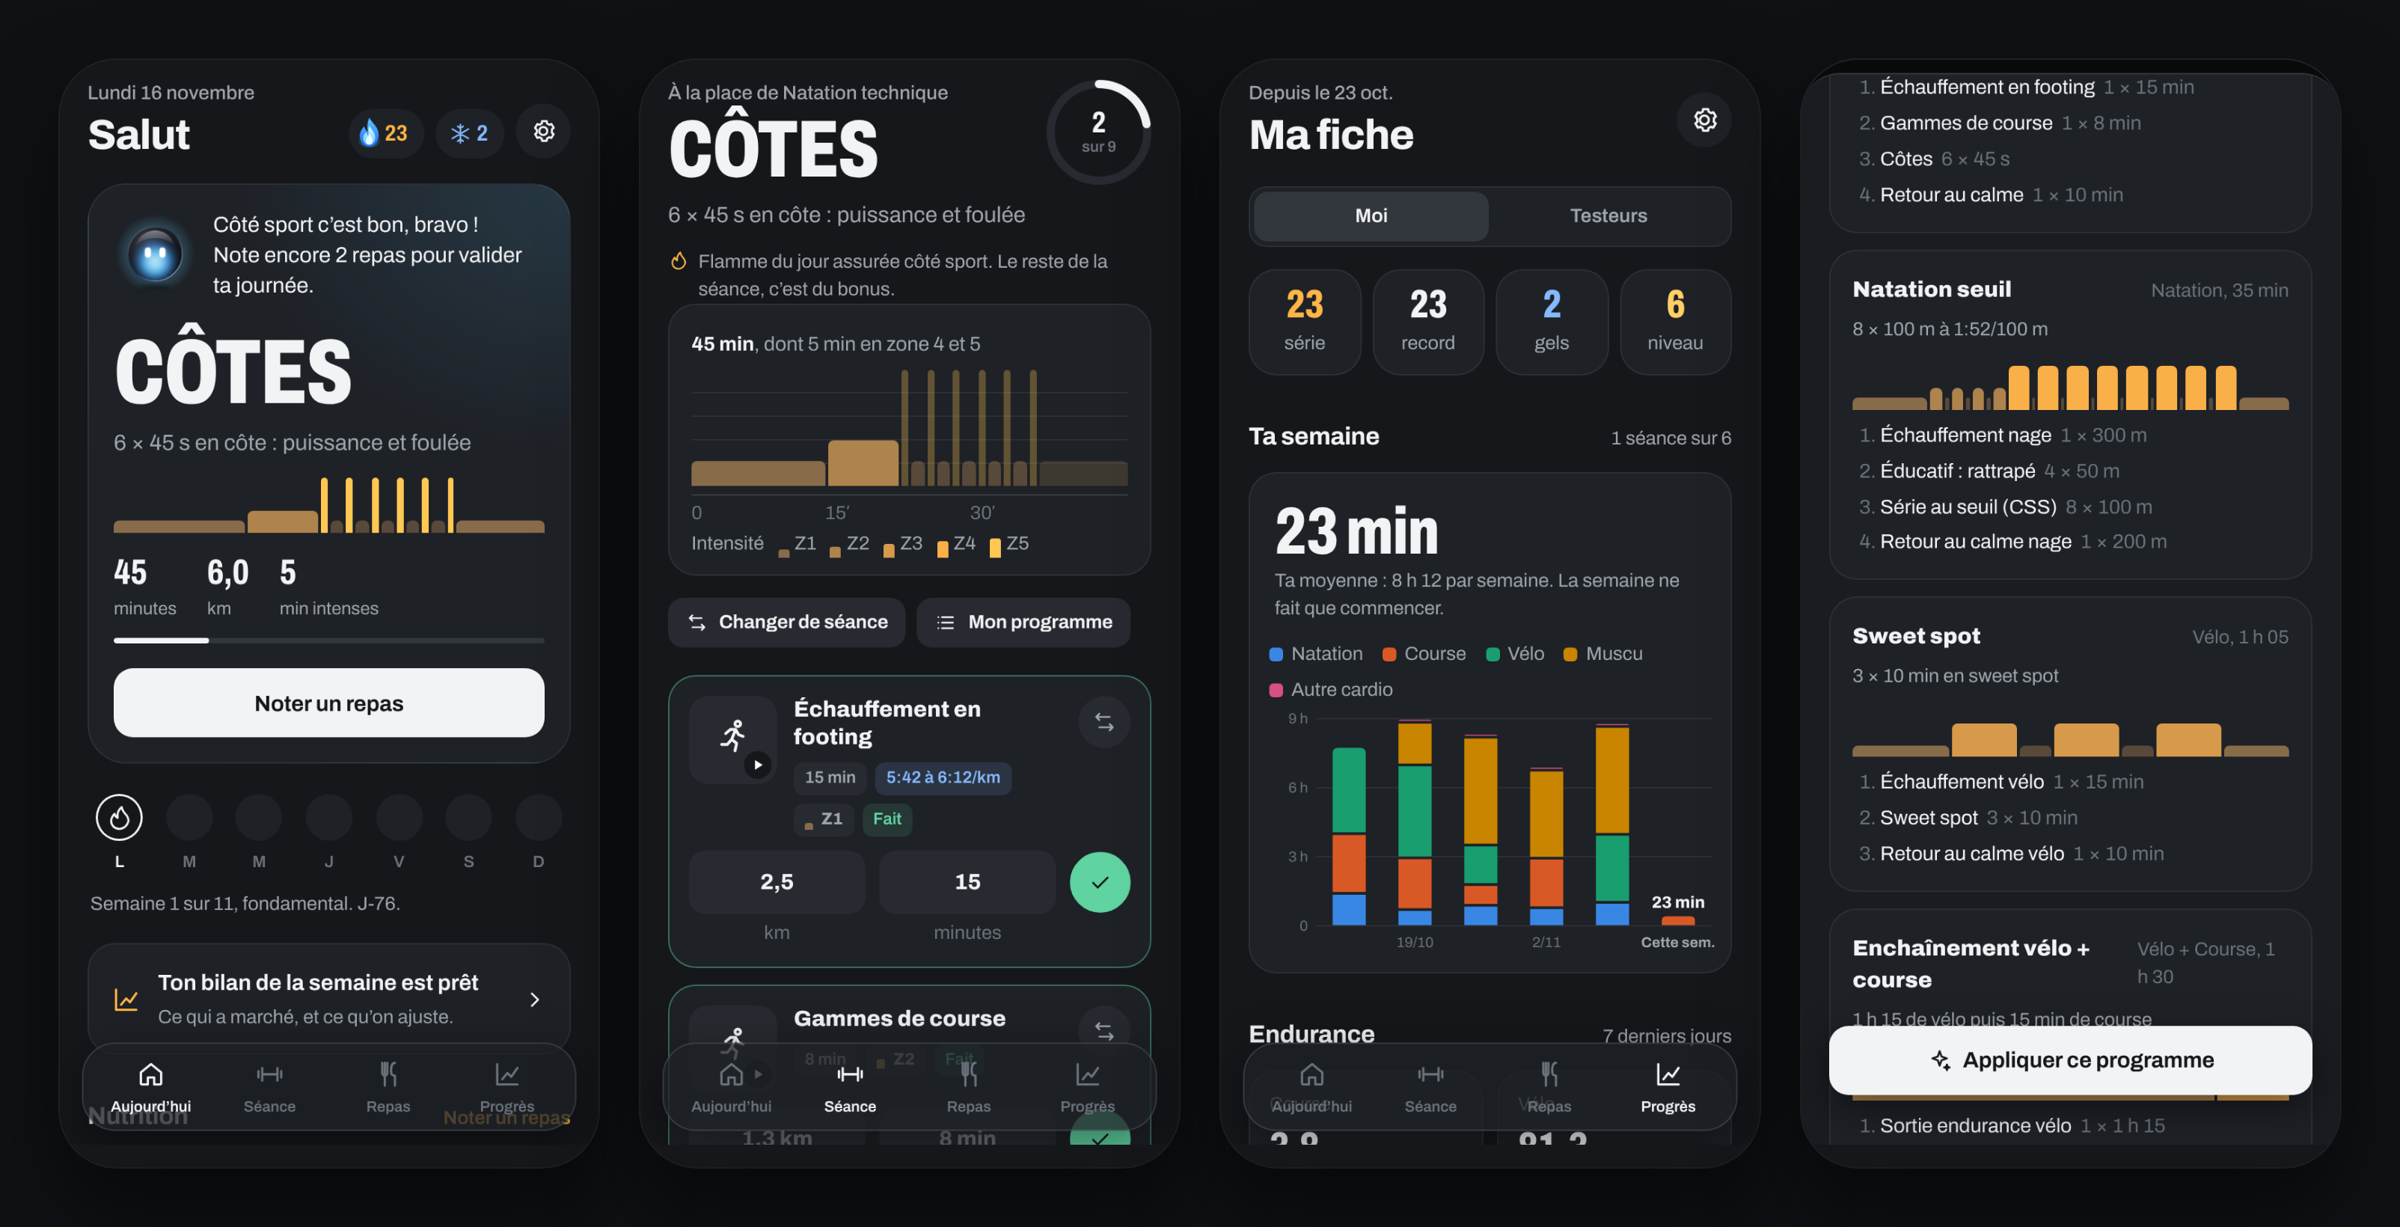 Lundi 16 novembre
Salut
23
2
Côté sport c’est bon, bravo !
Note encore 2 repas pour valider
ta journée.
CÔTES
6 × 45 s en côte : puissance et foulée
45 6,0 5
minutes km min intenses
Noter un repas
L M M J V S D
Semaine 1 sur 11, fondamental. J-76.
Ton bilan de la semaine est prêt
Ce qui a marché, et ce qu’on ajuste.
Aujourd’hui Séance Repas Progrès
Nutrition Noter un repas
À la place de Natation technique
CÔTES
2
sur 9
6 × 45 s en côte : puissance et foulée
Flamme du jour assurée côté sport. Le reste de la
séance, c’est du bonus.
45 min, dont 5 min en zone 4 et 5
0 15′ 30′
Intensité Z1 Z2 Z3 Z4 Z5
Changer de séance
Mon programme
Échauffement en
footing
15 min 5:42 à 6:12/km
Z1 Fait
2,5 15
km minutes
Gammes de course
8 min Z2 Fait
Aujourd’hui Séance Repas Progrès
1,3 km 8 min
Depuis le 23 oct.
Ma fiche
Moi Testeurs
23 23 2 6
série record gels niveau
Ta semaine 1 séance sur 6
23 min
Ta moyenne : 8 h 12 par semaine. La semaine ne
fait que commencer.
Natation Course Vélo Muscu
Autre cardio
9 h
6 h
3 h
23 min
0
19/10 2/11 Cette sem.
Endurance 7 derniers jours
Course Vélo
Aujourd’hui Séance Repas Progrès
1. Échauffement en footing 1 × 15 min
2. Gammes de course 1 × 8 min
3. Côtes 6 × 45 s
4. Retour au calme 1 × 10 min
Natation seuil Natation, 35 min
8 × 100 m à 1:52/100 m
1. Échauffement nage 1 × 300 m
2. Éducatif : rattrapé 4 × 50 m
3. Série au seuil (CSS) 8 × 100 m
4. Retour au calme nage 1 × 200 m
Sweet spot Vélo, 1 h 05
3 × 10 min en sweet spot
1. Échauffement vélo 1 × 15 min
2. Sweet spot 3 × 10 min
3. Retour au calme vélo 1 × 10 min
Enchaînement vélo + Vélo + Course, 1
course h 30
1 h 15 de vélo puis 15 min de course
Appliquer ce programme
1. Sortie endurance vélo 1 × 1 h 15